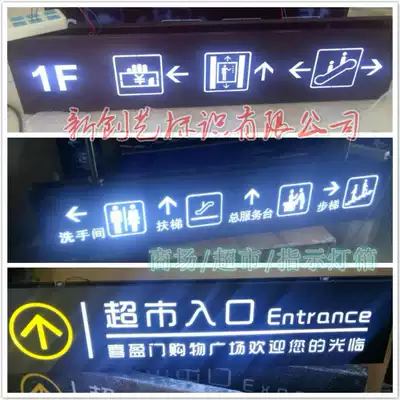 1F ¥ ← ↑ ← →
新创艺标识有限公司
← ↑ ↑ →
洗手间 扶梯 总服务台 步梯
商场/超市/指示灯箱
超市入口 Entrance
喜盈门购物广场欢迎您的光临